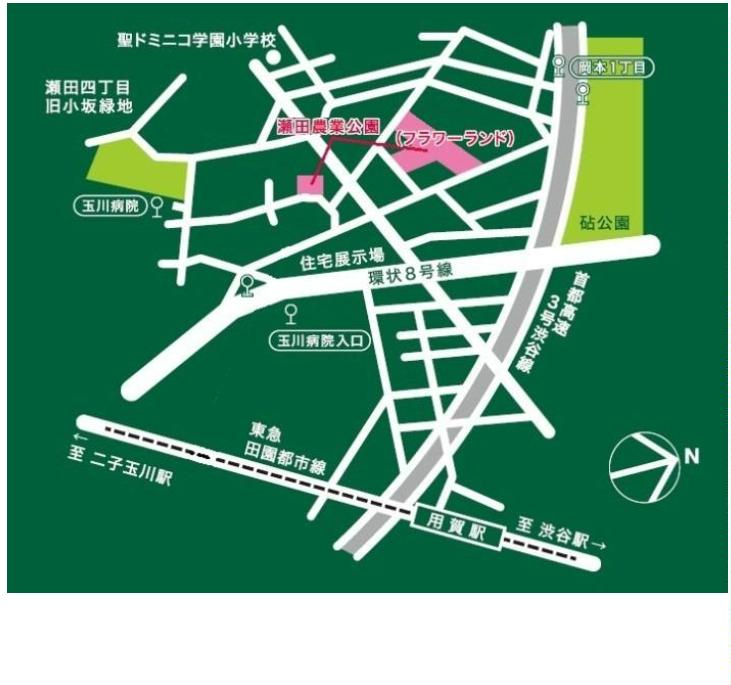 聖ドミニコ学園小学校
瀬田四丁目
旧小坂緑地
岡本1丁目
瀬田農業公園
(フラワーランド)
玉川病院
砧公園
住宅展示場
環状8号線
首都高速
3号渋谷線
玉川病院入口
東急
田園都市線
←
至 二子玉川駅
N
用賀駅
至 渋谷駅→